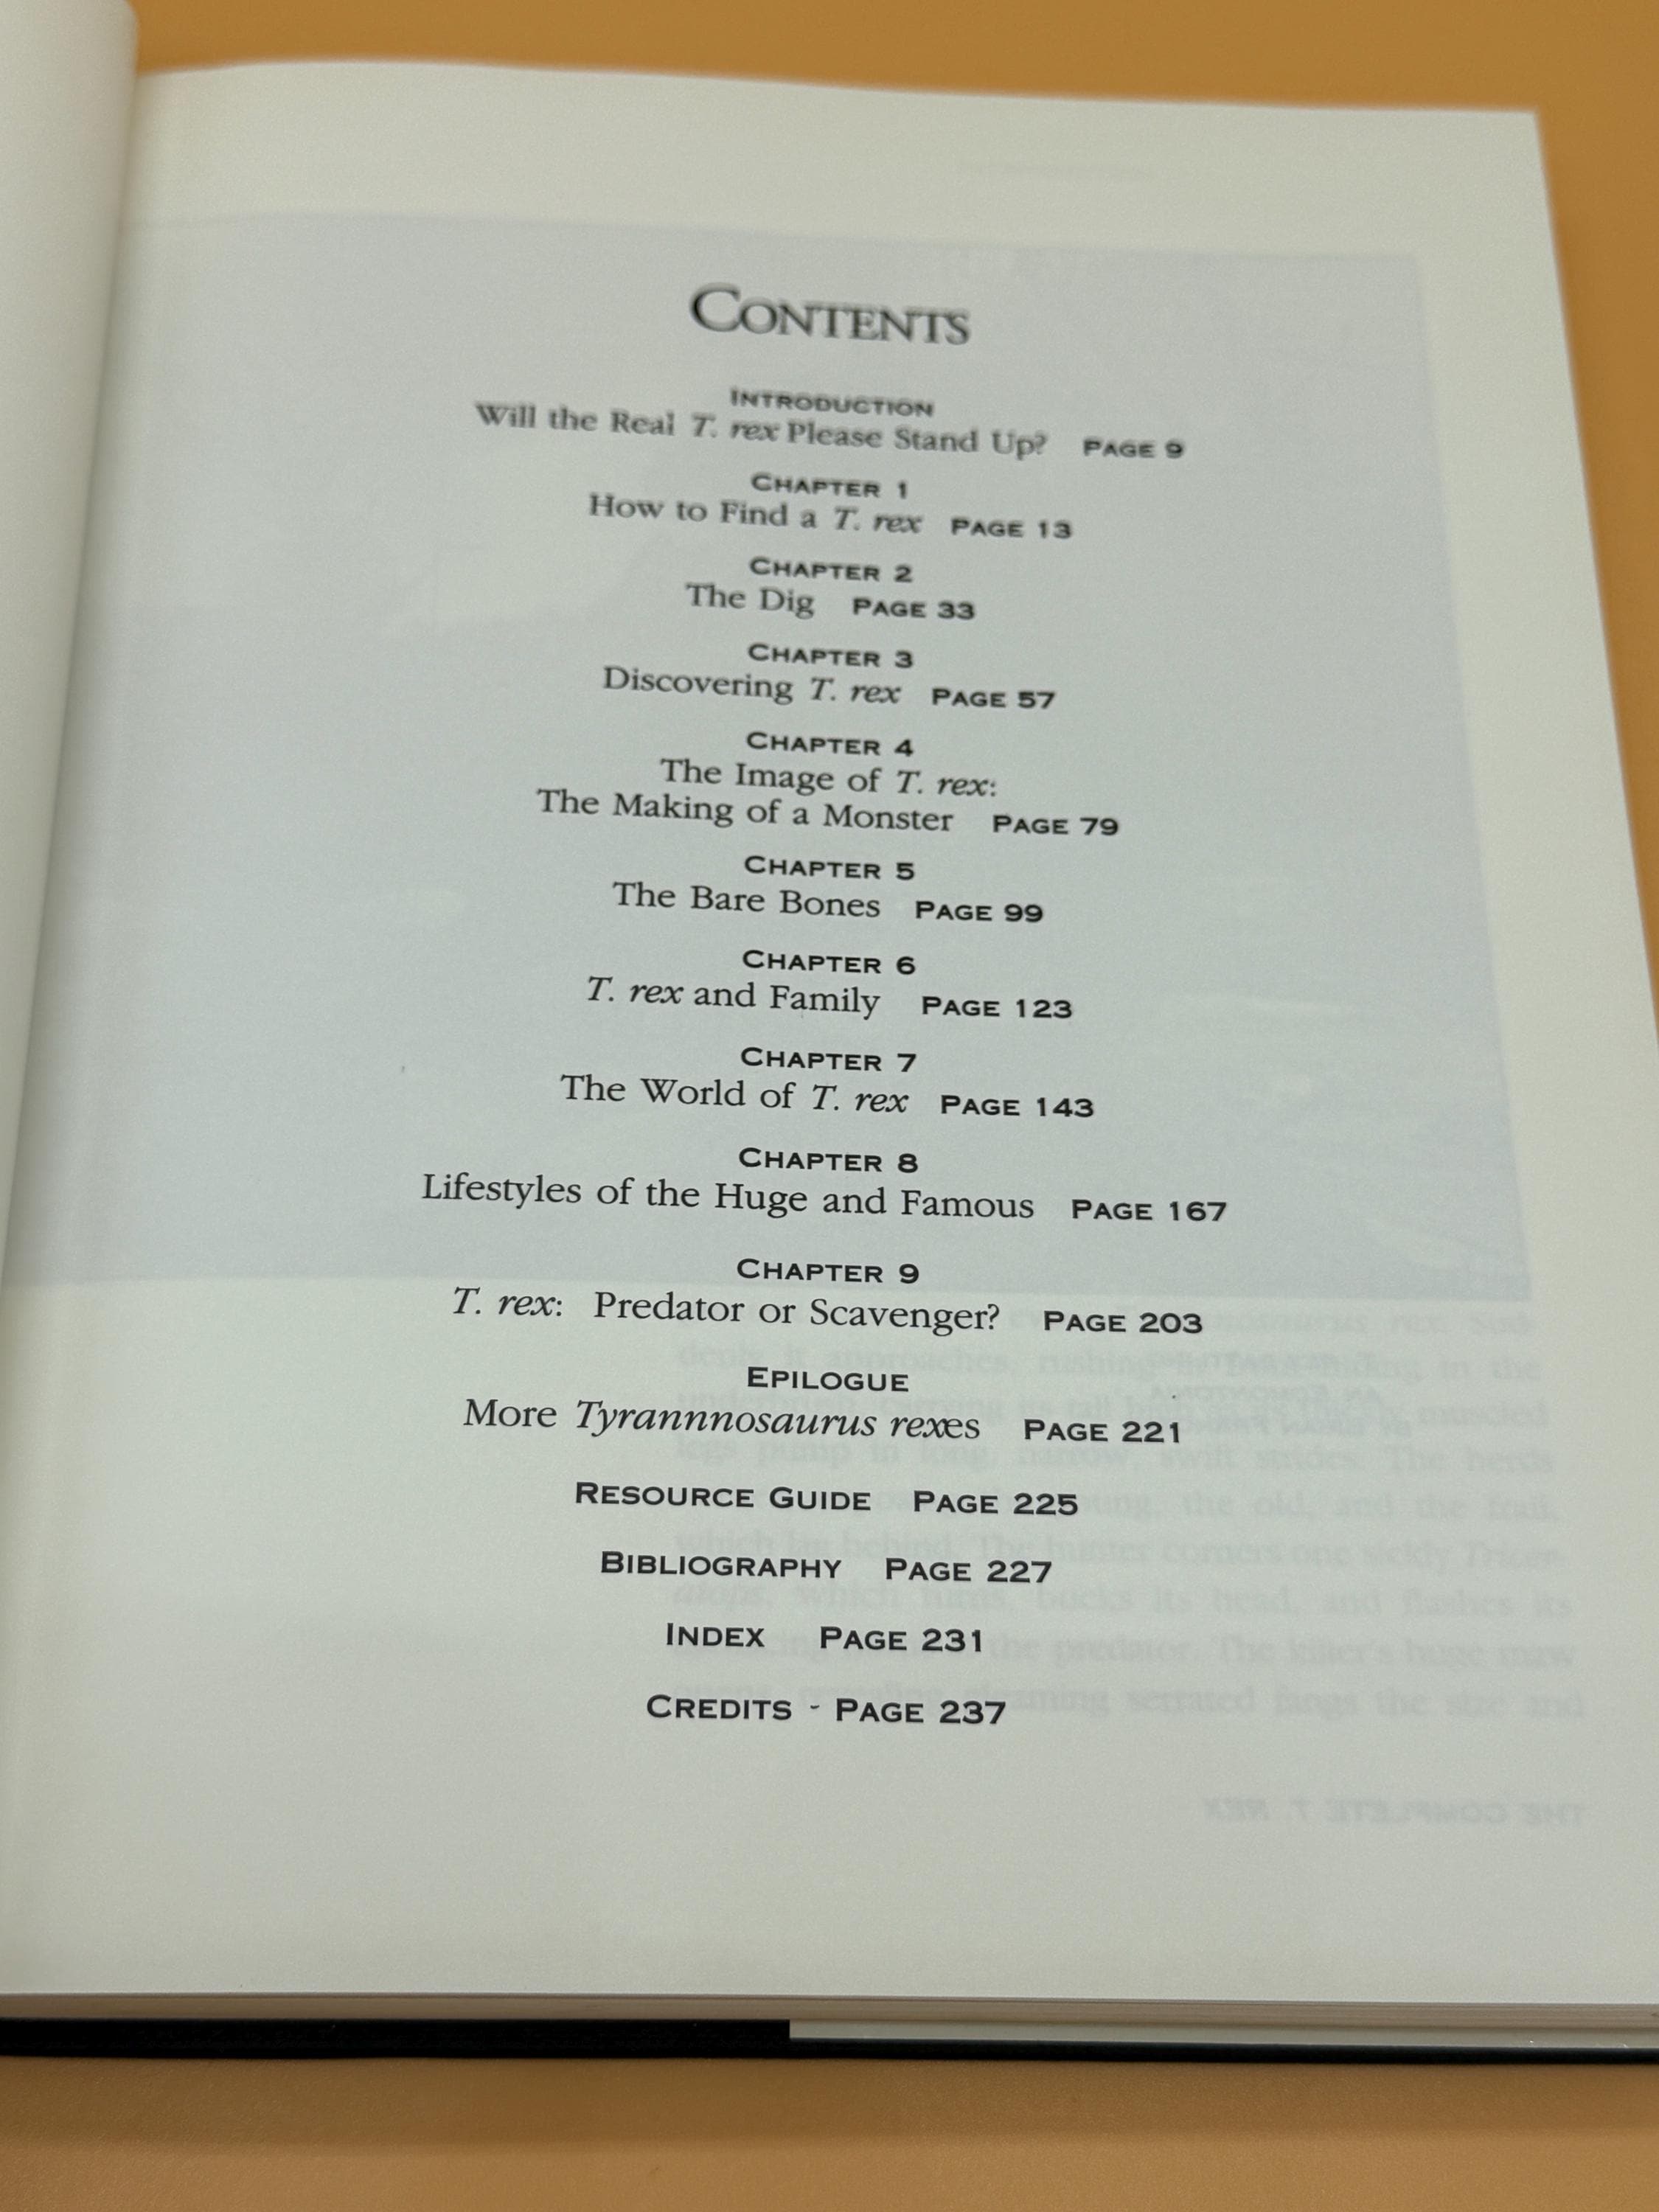 CONTENTS
INTRODUCTION
Will the Real T. rex Please Stand Up? PAGE 9
CHAPTER 1
How to Find a T. rex PAGE 13
CHAPTER 2
The Dig PAGE 33
CHAPTER 3
Discovering T. rex PAGE 57
CHAPTER 4
The Image of T. rex:
The Making of a Monster PAGE 79
CHAPTER 5
The Bare Bones PAGE 99
CHAPTER 6
T. rex and Family PAGE 123
CHAPTER 7
The World of T. rex PAGE 143
CHAPTER 8
Lifestyles of the Huge and Famous PAGE 167
CHAPTER 9
T. rex: Predator or Scavenger? PAGE 203
EPILOGUE
More Tyrannnosaurus rexes PAGE 221
RESOURCE GUIDE PAGE 225
BIBLIOGRAPHY PAGE 227
INDEX PAGE 231
CREDITS - PAGE 237
THE COMPLETE T. REX